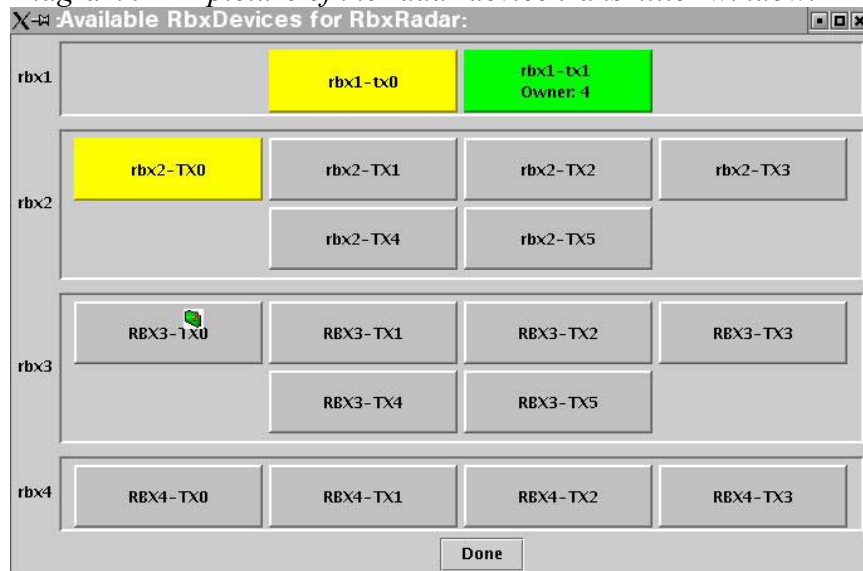 :Available RbxDevices for RbxRadar:
rbx1
rbx1-tx0
rbx1-tx1
Owner: 4
rbx2
rbx2-TX0
rbx2-TX1
rbx2-TX2
rbx2-TX3
rbx2-TX4
rbx2-TX5
rbx3
RBX3-TX0
RBX3-TX1
RBX3-TX2
RBX3-TX3
RBX3-TX4
RBX3-TX5
rbx4
RBX4-TX0
RBX4-TX1
RBX4-TX2
RBX4-TX3
Done